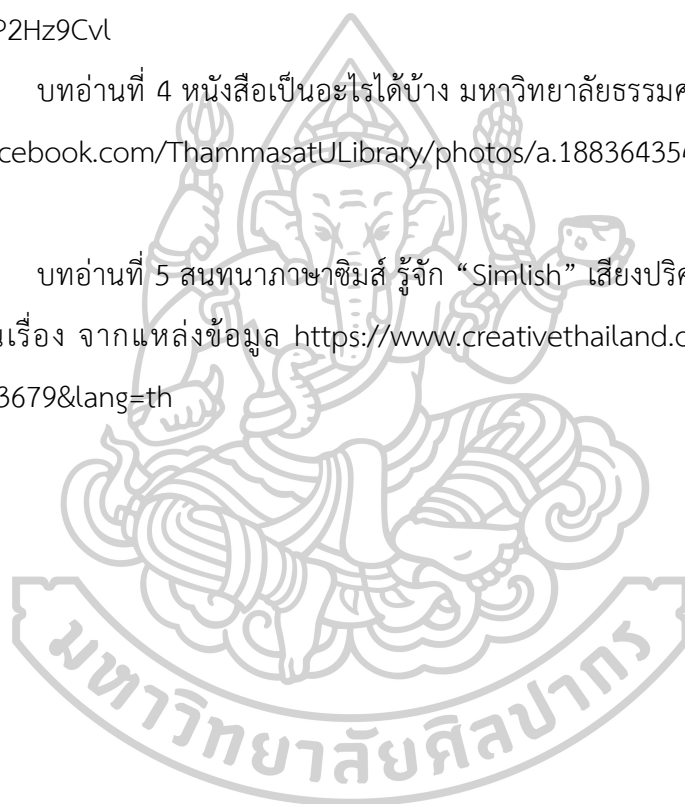 P2Hz9Cvl
บทอ่านที่ 4 หนังสือเป็นอะไรได้บ้าง มหาวิทยาลัยธรรมศ
cebook.com/ThammasatULibrary/photos/a.188364354
บทอ่านที่ 5 สนทนาภาษาซิมส์ รู้จัก “Simlish” เสียงปริศ
นเรื่อง จากแหล่งข้อมูล https://www.creativethailand.o
3679&lang=th
มหาวิทยาลัยศิลปากร